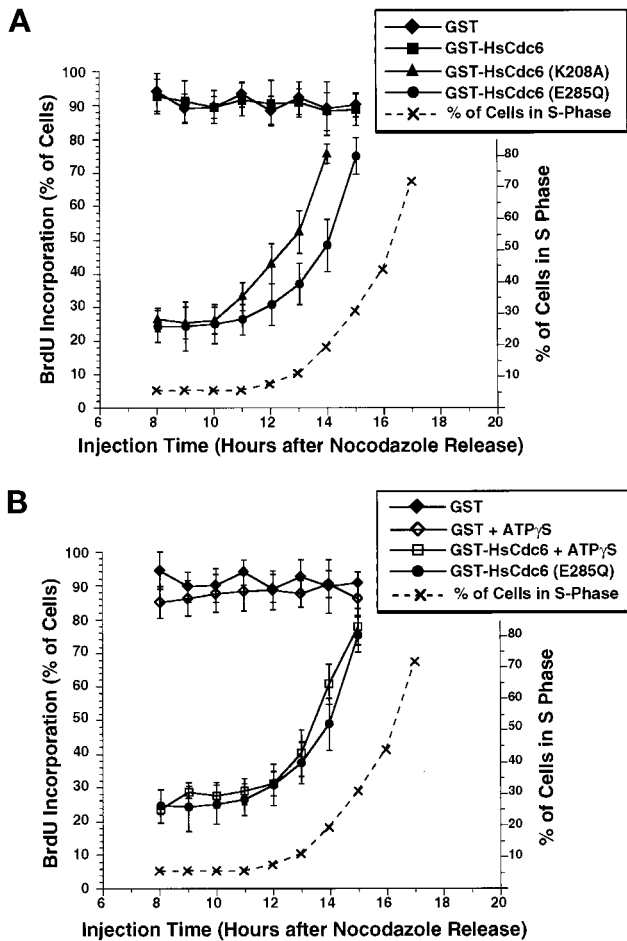 A
GST
GST-HsCdc6
GST-HsCdc6 (K208A)
GST-HsCdc6 (E285Q)
% of Cells in S-Phase
BrdU Incorporation (% of Cells)
100
90
80
70
60
50
40
30
20
10
0
80
70
60
50
40
30
20
10
% of Cells in S Phase
6 8 10 12 14 16 18 20
Injection Time (Hours after Nocodazole Release)
B
GST
GST + ATPγS
GST-HsCdc6 + ATPγS
GST-HsCdc6 (E285Q)
% of Cells in S-Phase
BrdU Incorporation (% of Cells)
100
90
80
70
60
50
40
30
20
10
0
80
70
60
50
40
30
20
10
% of Cells in S Phase
6 8 10 12 14 16 18 20
Injection Time (Hours after Nocodazole Release)